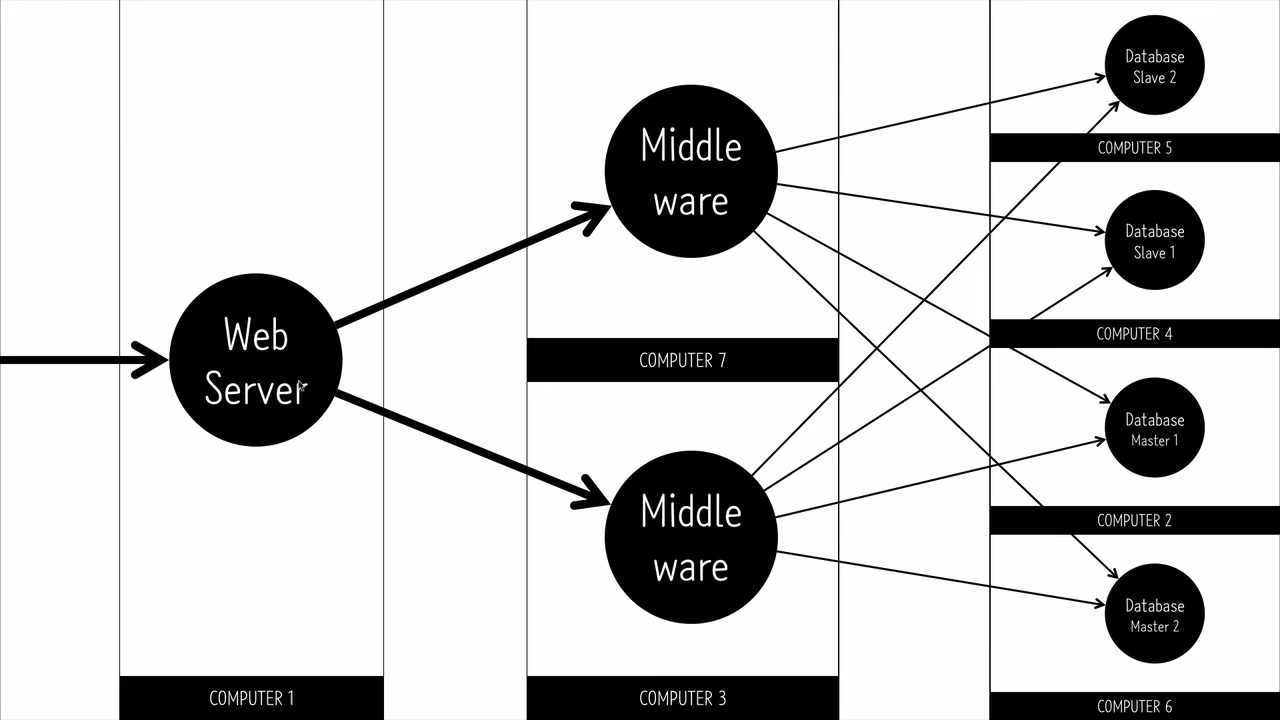 Web
Server
COMPUTER 1
Middle
ware
COMPUTER 7
Middle
ware
COMPUTER 3
Database
Slave 2
COMPUTER 5
Database
Slave 1
COMPUTER 4
Database
Master 1
COMPUTER 2
Database
Master 2
COMPUTER 6